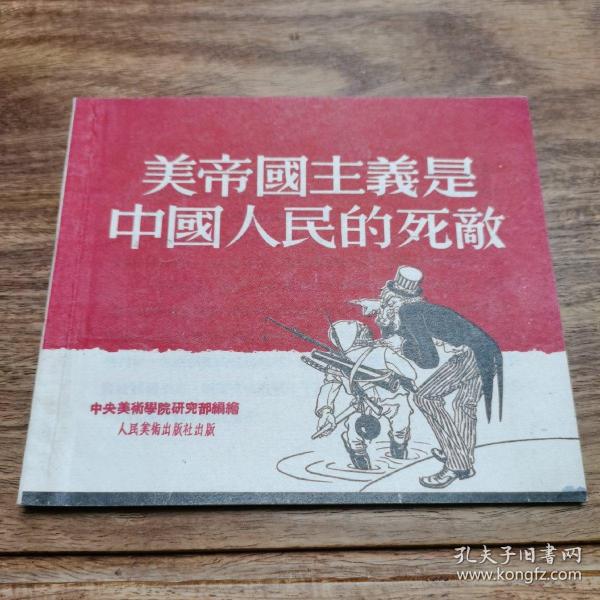 美帝國主義是
中國人民的死敵
中央美術學院研究部編繪
人民美術出版社出版
孔夫子旧書网
www.kongfz.com